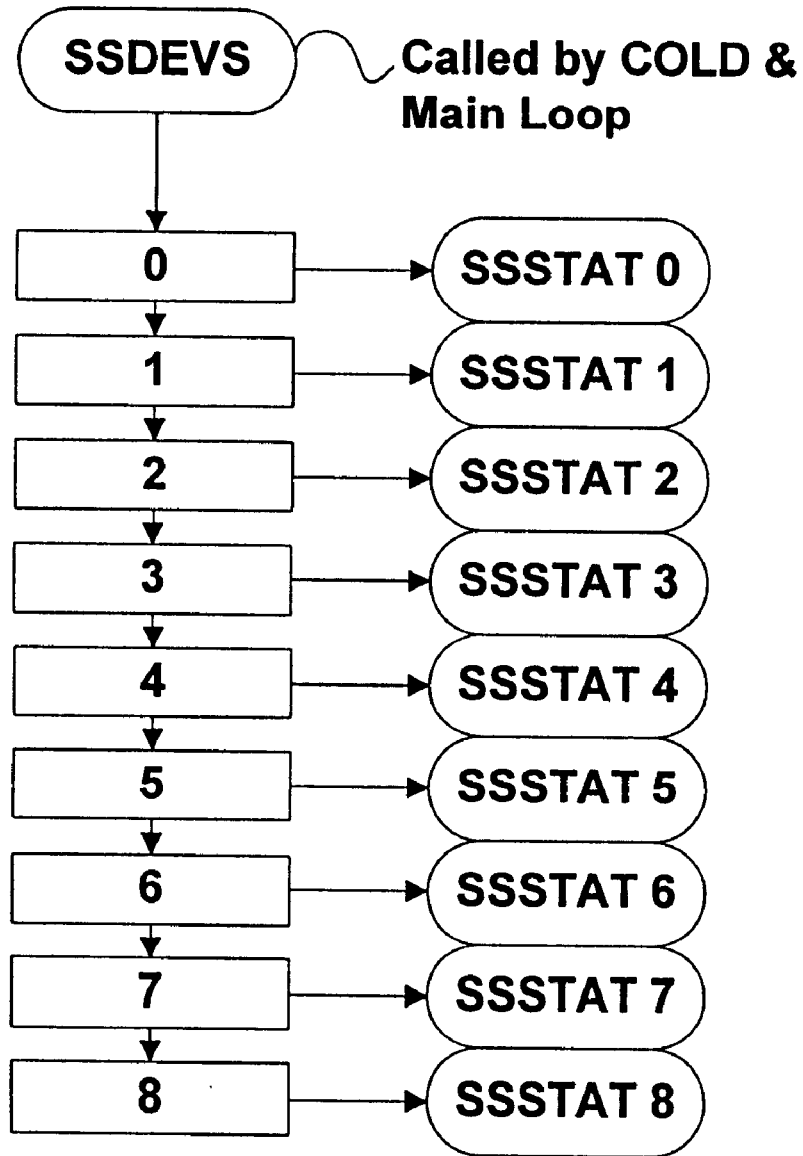 SSDEVS
Called by COLD &
Main Loop
0
SSSTAT 0
1
SSSTAT 1
2
SSSTAT 2
3
SSSTAT 3
4
SSSTAT 4
5
SSSTAT 5
6
SSSTAT 6
7
SSSTAT 7
8
SSSTAT 8